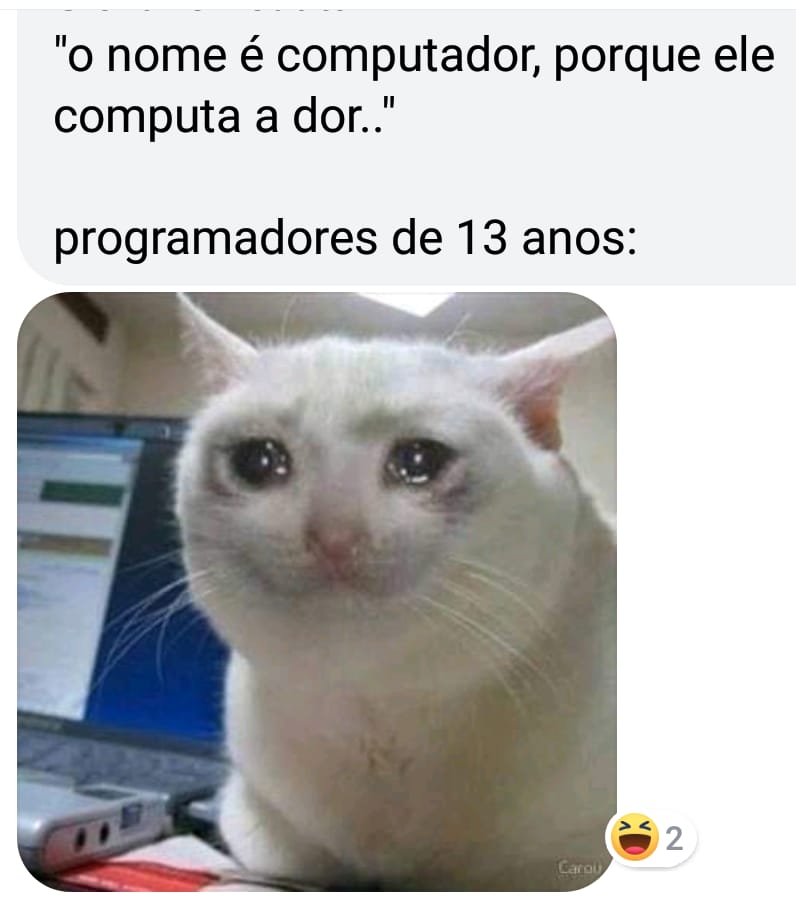 "o nome é computador, porque ele
computa a dor.."
programadores de 13 anos:
2